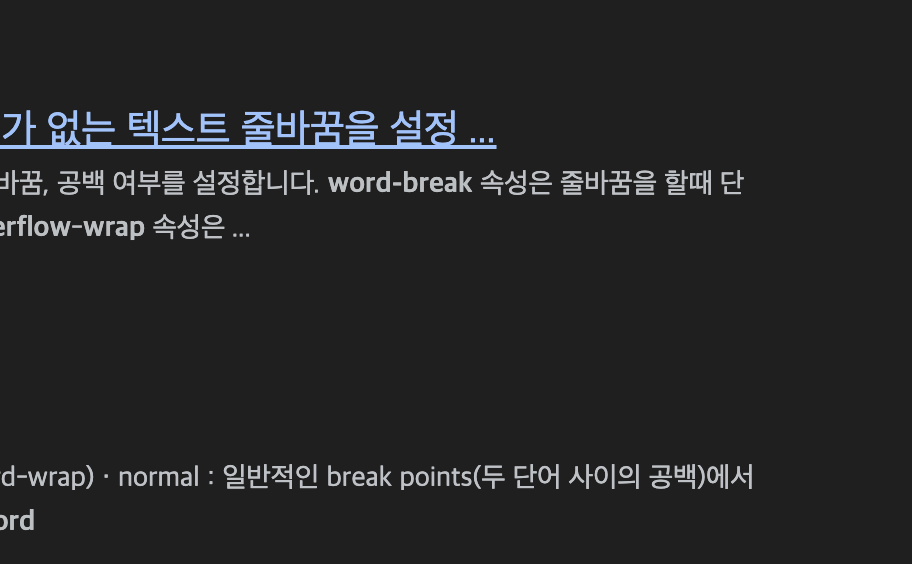 가 없는 텍스트 줄바꿈을 설정 ...
바꿈, 공백 여부를 설정합니다. word-break 속성은 줄바꿈을 할때 단
erflow-wrap 속성은 ...
rd-wrap) · normal : 일반적인 break points(두 단어 사이의 공백)에서
ord